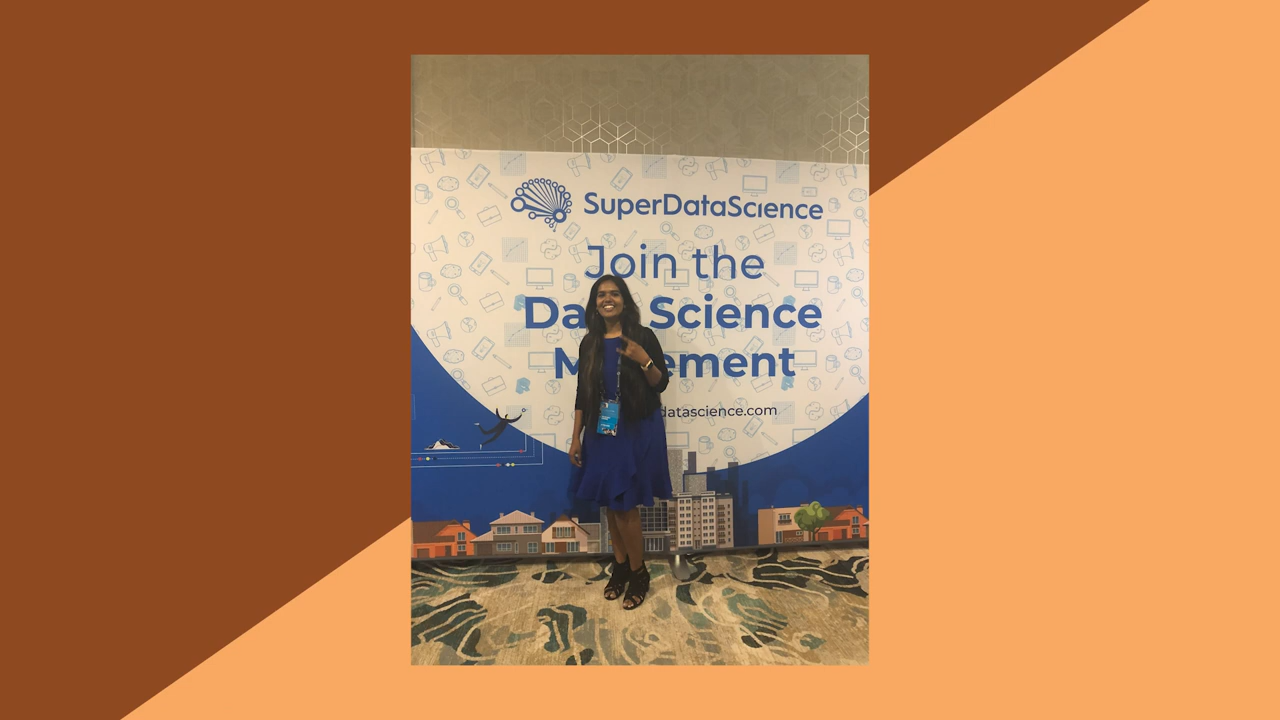 SuperDataScience
Join the
Da Science
M ement
datascience.com